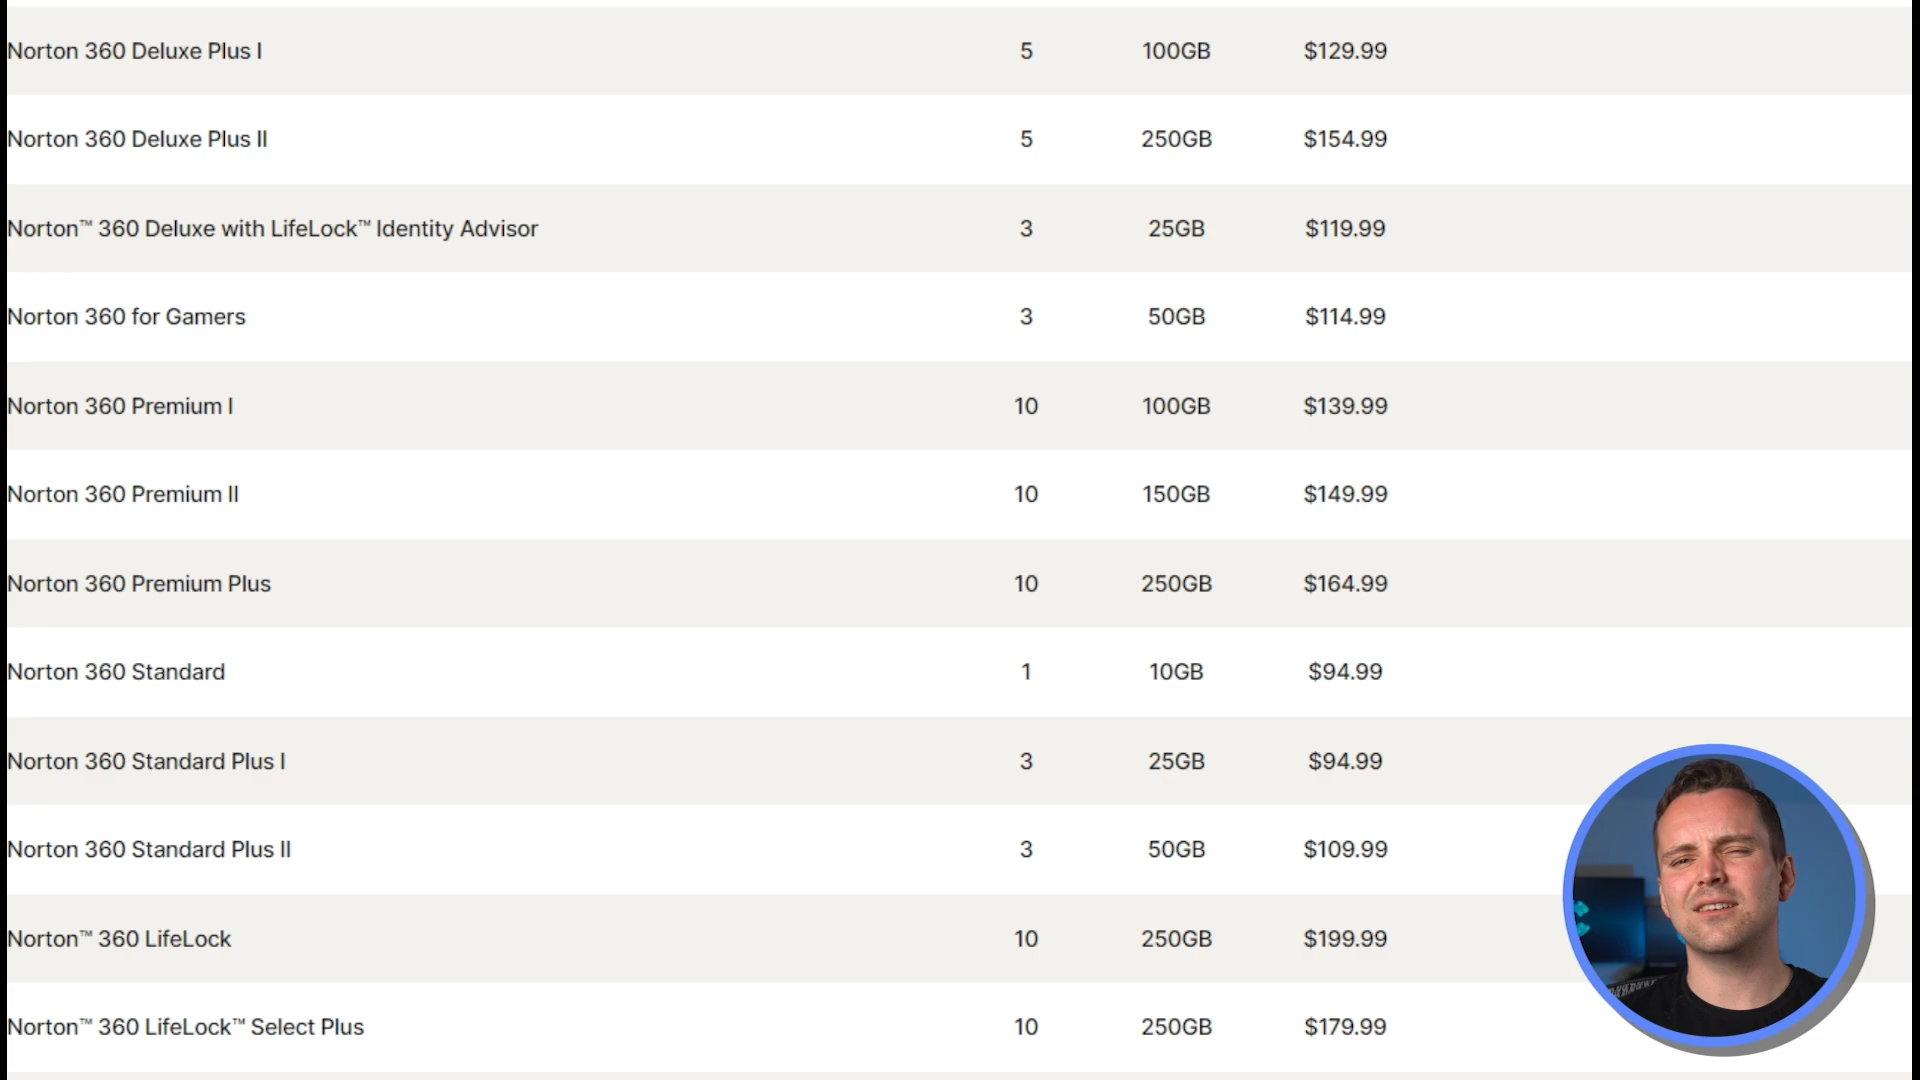 Norton 360 Deluxe Plus I 5 100GB $129.99
Norton 360 Deluxe Plus II 5 250GB $154.99
Norton™ 360 Deluxe with LifeLock™ Identity Advisor 3 25GB $119.99
Norton 360 for Gamers 3 50GB $114.99
Norton 360 Premium I 10 100GB $139.99
Norton 360 Premium II 10 150GB $149.99
Norton 360 Premium Plus 10 250GB $164.99
Norton 360 Standard 1 10GB $94.99
Norton 360 Standard Plus I 3 25GB $94.99
Norton 360 Standard Plus II 3 50GB $109.99
Norton™ 360 LifeLock 10 250GB $199.99
Norton™ 360 LifeLock™ Select Plus 10 250GB $179.99